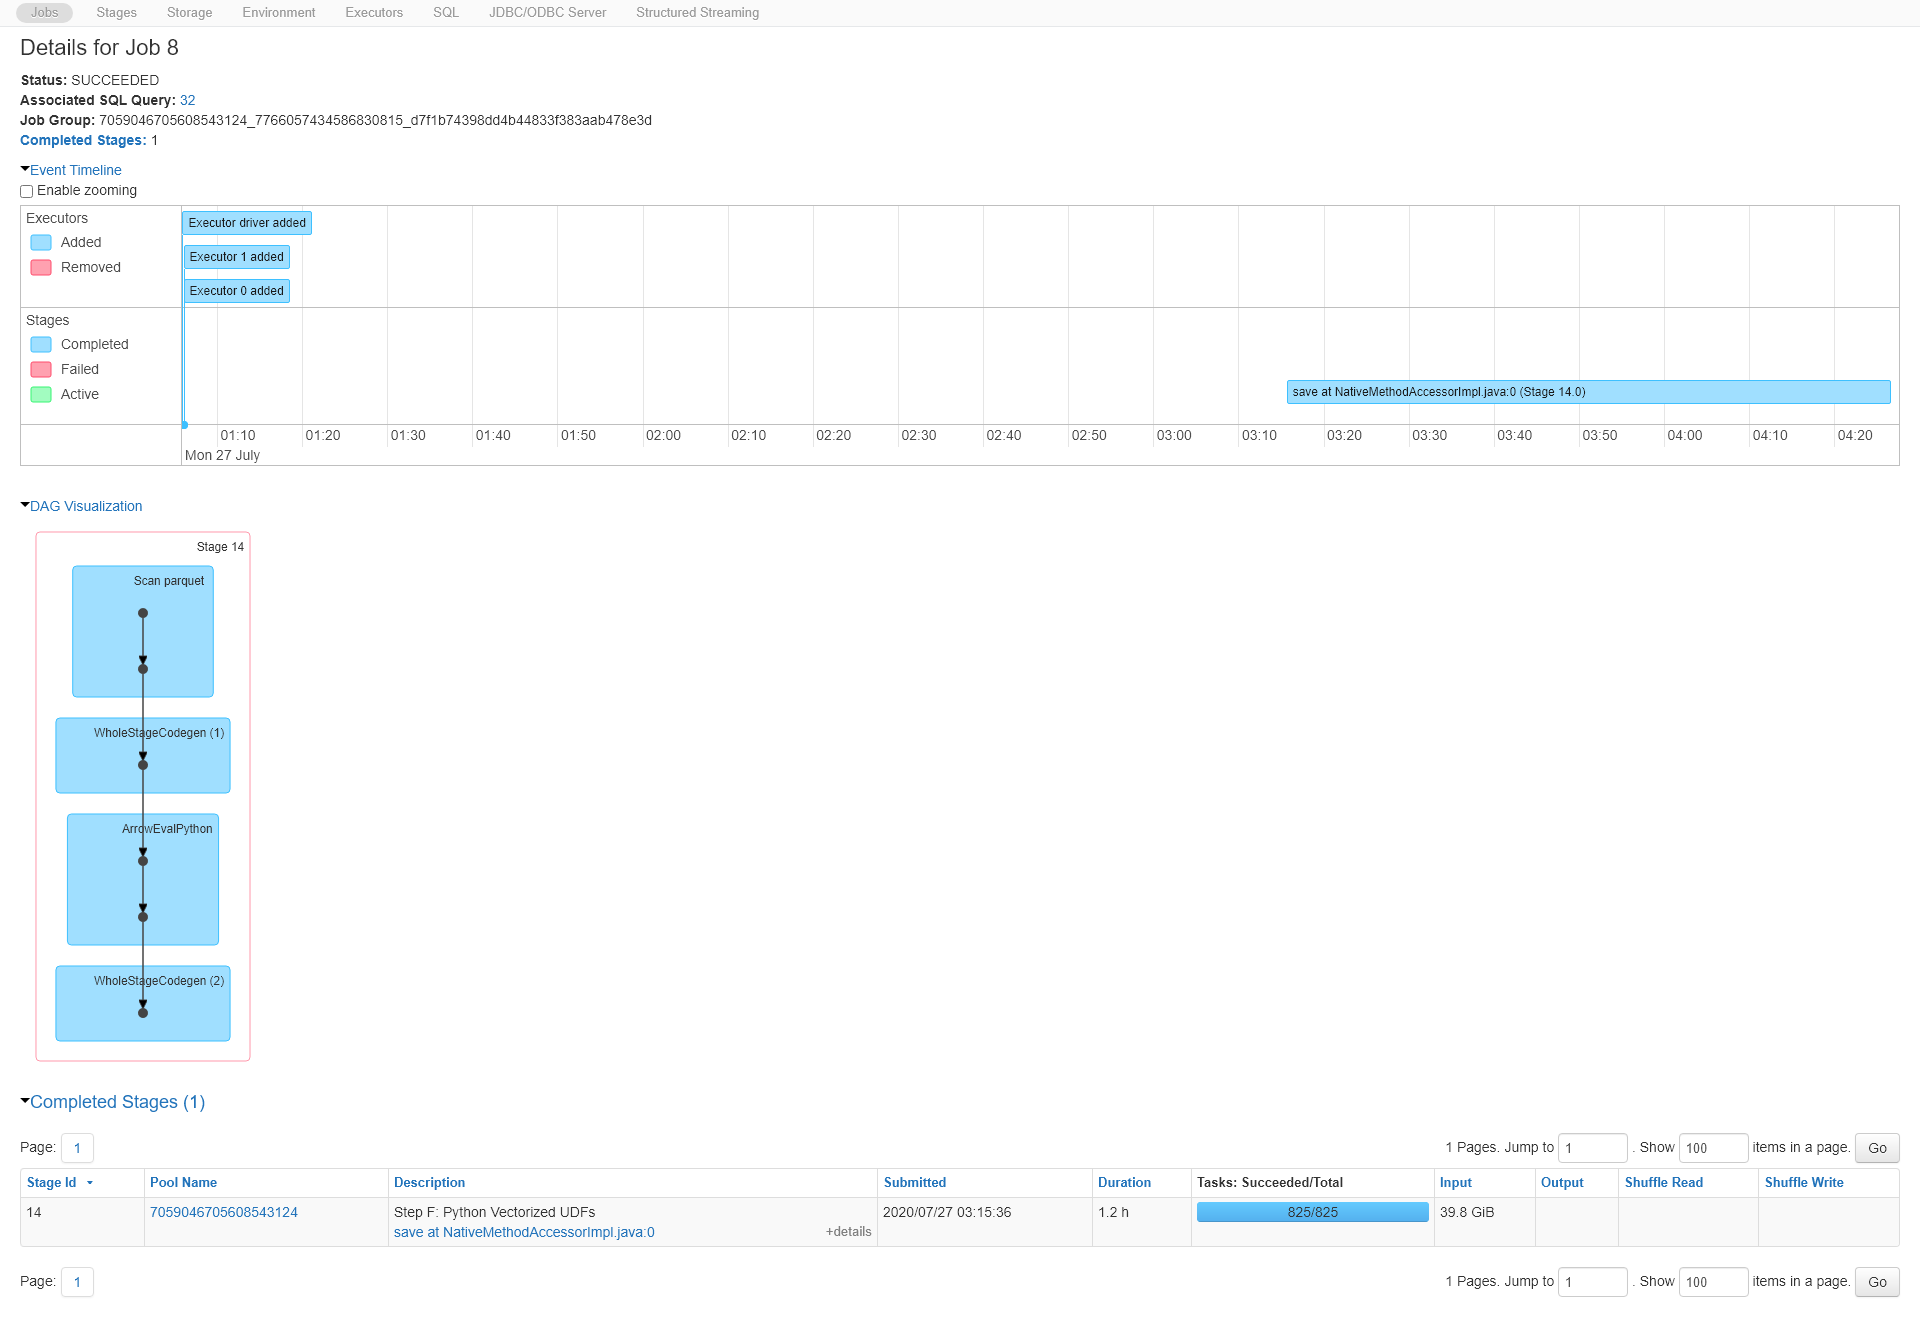 Jobs Stages Storage Environment Executors SQL JDBC/ODBC Server Structured Streaming
Details for Job 8
Status: SUCCEEDED
Associated SQL Query: 32
Job Group: 7059046705608543124_7766057434586830815_d7f1b74398dd4b44833f383aab478e3d
Completed Stages: 1
Event Timeline
Enable zooming
Executors
Added
Removed
Executor driver added
Executor 1 added
Executor 0 added
Stages
Completed
Failed
Active
save at NativeMethodAccessorImpl.java:0 (Stage 14.0)
01:10 01:20 01:30 01:40 01:50 02:00 02:10 02:20 02:30 02:40 02:50 03:00 03:10 03:20 03:30 03:40 03:50 04:00 04:10 04:20
Mon 27 July
DAG Visualization
Stage 14
Scan parquet
WholeStageCodegen (1)
ArrowEvalPython
WholeStageCodegen (2)
Completed Stages (1)
Page: 1 1 Pages. Jump to 1 . Show 100 items in a page. Go
Stage Id Pool Name Description Submitted Duration Tasks: Succeeded/Total Input Output Shuffle Read Shuffle Write
14 7059046705608543124 Step F: Python Vectorized UDFs 2020/07/27 03:15:36 1.2 h 825/825 39.8 GiB
save at NativeMethodAccessorImpl.java:0 +details
Page: 1 1 Pages. Jump to 1 . Show 100 items in a page. Go